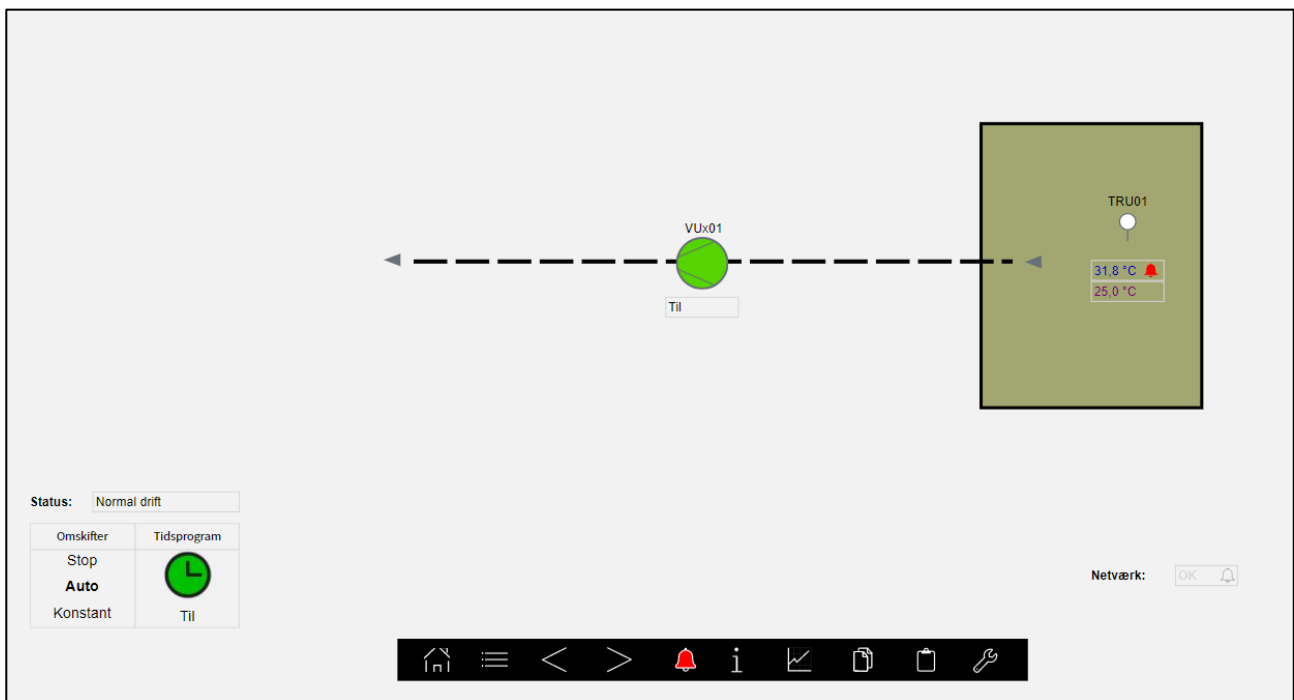 TRU01
VUx01
31,8 °C
25,0 °C
Til
Status: Normal drift
Omskifter Tidsprogram
Stop
Auto
Konstant Til
Netværk: OK